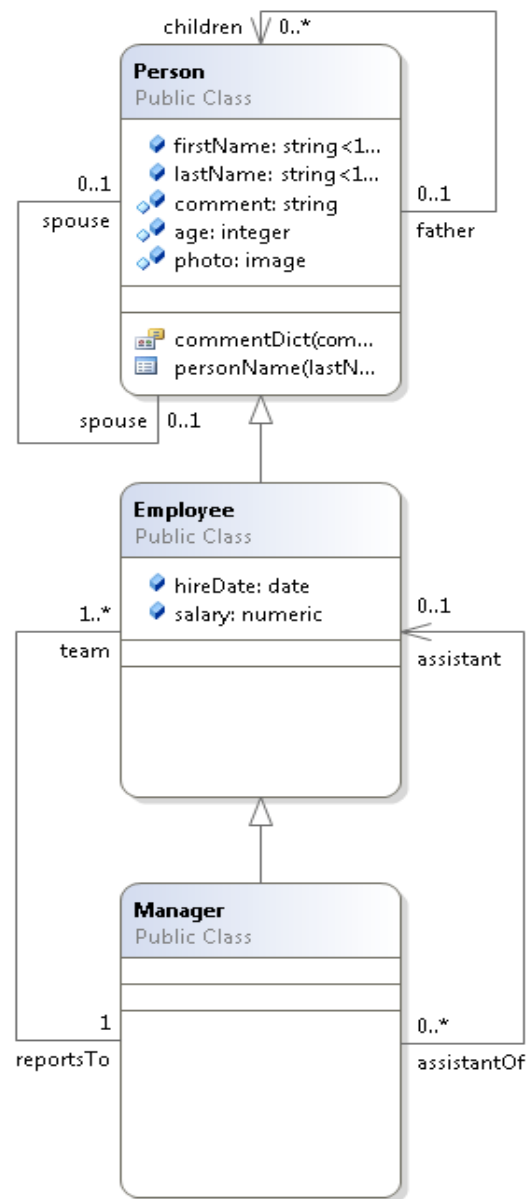 children 0..*
Person
Public Class
firstName: string<1...
lastName: string<1...
comment: string
age: integer
photo: image
0..1
spouse
0..1
father
commentDict(com...
personName(lastN...
spouse 0..1
Employee
Public Class
hireDate: date
salary: numeric
1..*
team
0..1
assistant
Manager
Public Class
1
reportsTo
0..*
assistantOf